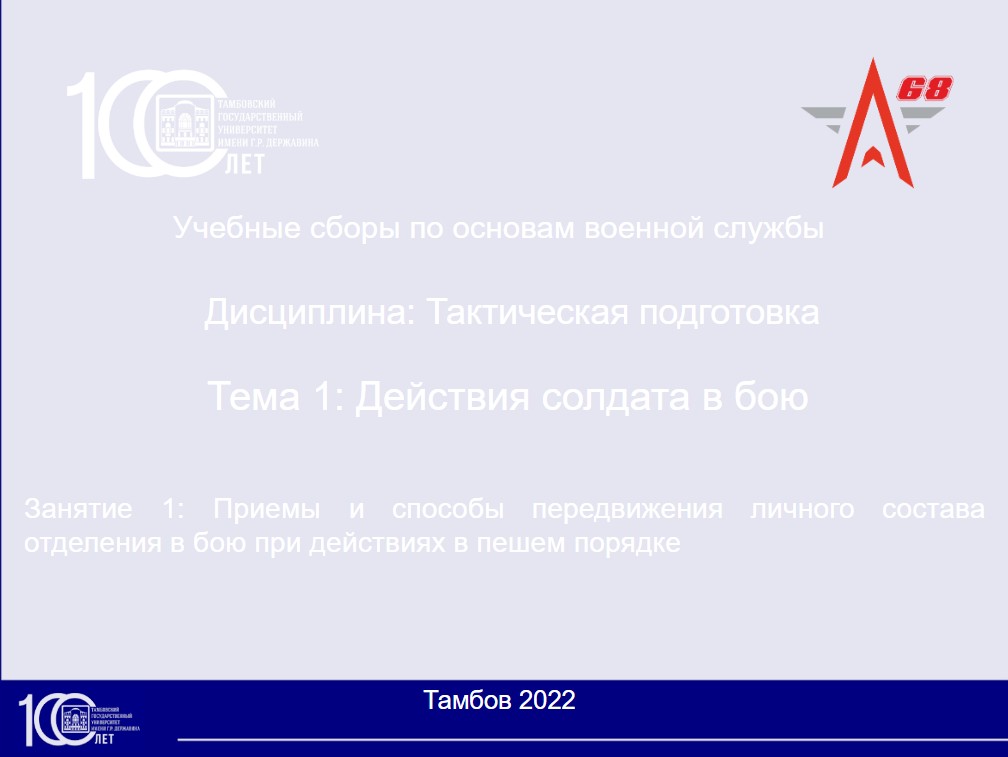 100
ТАМБОВСКИЙ
ГОСУДАРСТВЕННЫЙ
УНИВЕРСИТЕТ
ИМЕНИ Г.Р. ДЕРЖАВИНА
ЛЕТ
68
Учебные сборы по основам военной службы
Дисциплина: Тактическая подготовка
Тема 1: Действия солдата в бою
Занятие 1: Приемы и способы передвижения личного состава
отделения в бою при действиях в пешем порядке
Тамбов 2022
100
ТАМБОВСКИЙ
ГОСУДАРСТВЕННЫЙ
УНИВЕРСИТЕТ
ИМЕНИ Г.Р. ДЕРЖАВИНА
ЛЕТ